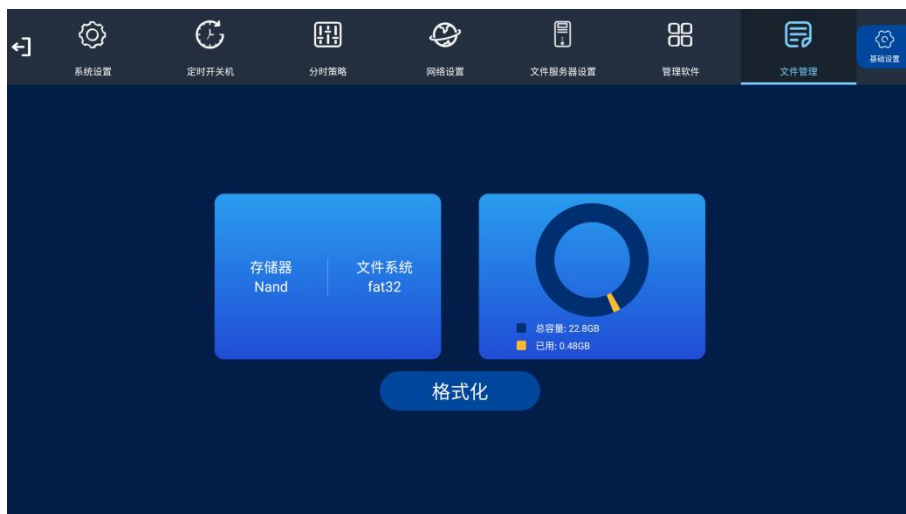 系统设置
定时开关机
分时策略
网络设置
文件服务器设置
管理软件
文件管理
基础设置
存储器
Nand
文件系统
fat32
总容量: 22.8GB
已用: 0.48GB
格式化